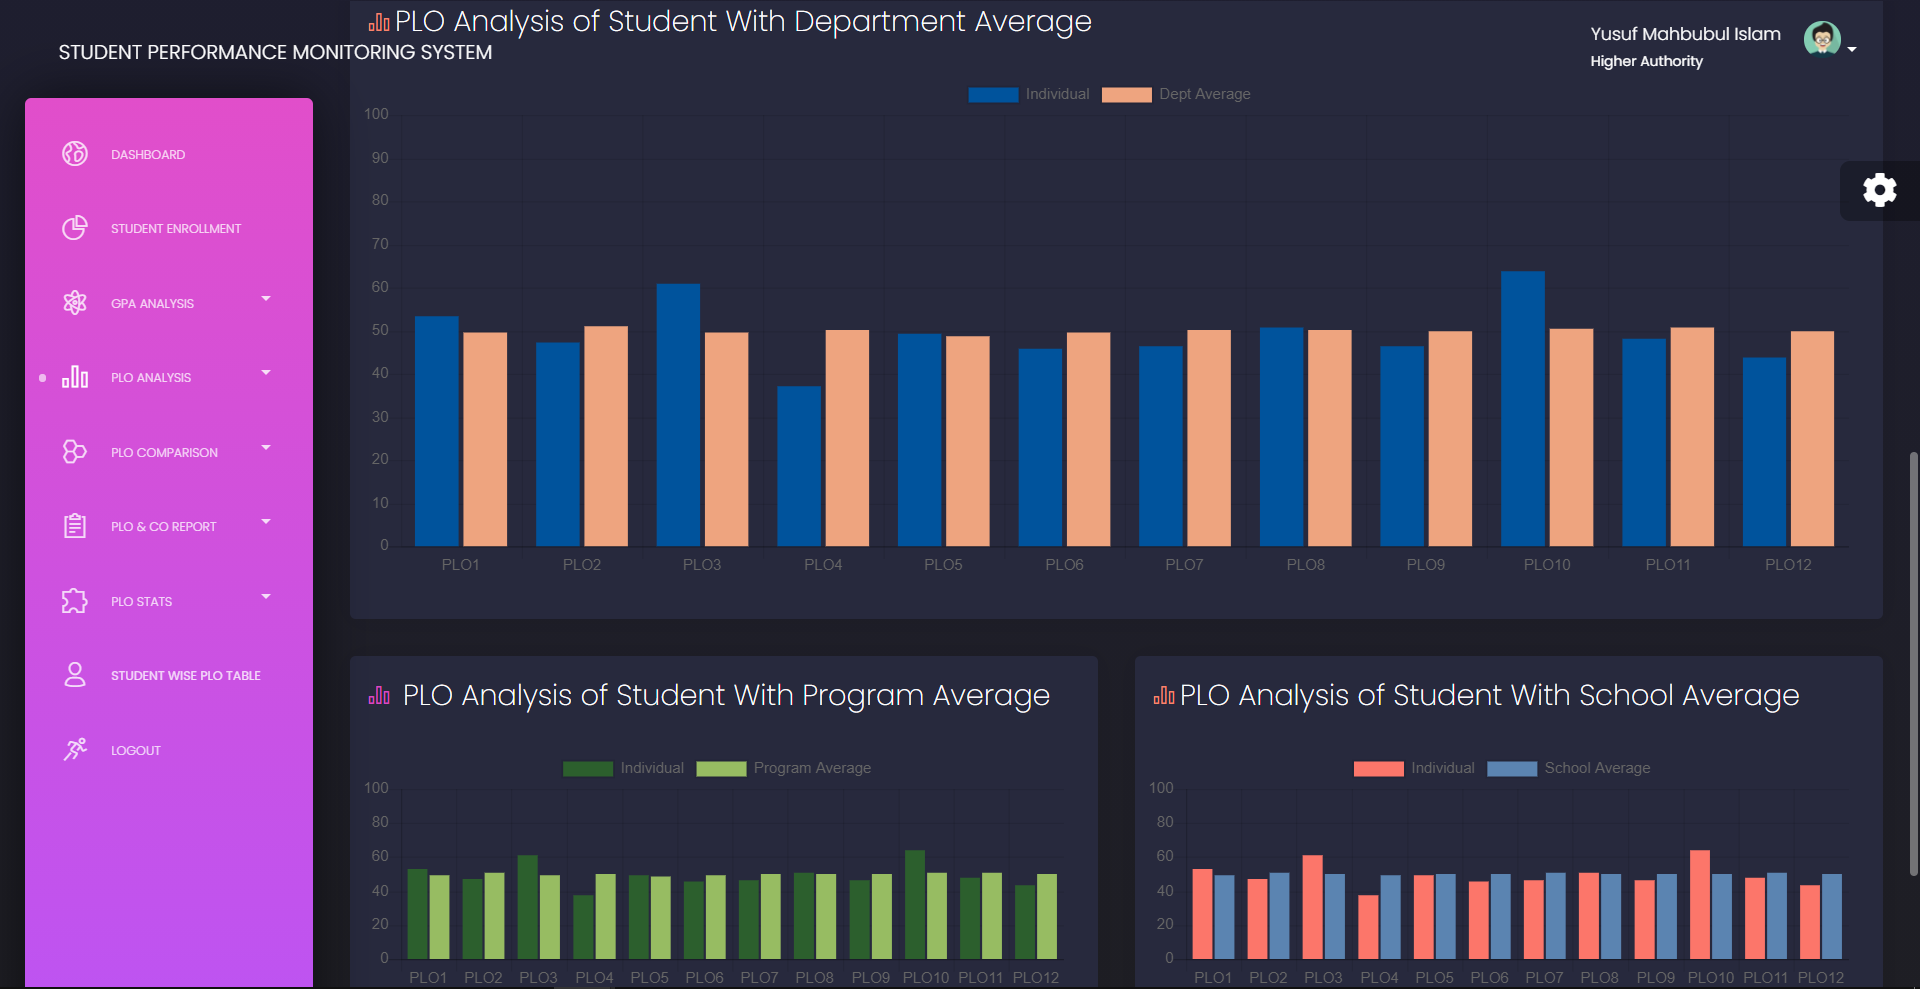 PLO Analysis of Student With Department Average
STUDENT PERFORMANCE MONITORING SYSTEM
Yusuf Mahbubul Islam
Higher Authority
DASHBOARD
STUDENT ENROLLMENT
GPA ANALYSIS
PLO ANALYSIS
PLO COMPARISON
PLO & CO REPORT
PLO STATS
STUDENT WISE PLO TABLE
LOGOUT
Individual Dept Average
100
90
80
70
60
50
40
30
20
10
0
PLO1 PLO2 PLO3 PLO4 PLO5 PLO6 PLO7 PLO8 PLO9 PLO10 PLO11 PLO12
PLO Analysis of Student With Program Average
Individual Program Average
100
80
60
40
20
0
PLO1 PLO2 PLO3 PLO4 PLO5 PLO6 PLO7 PLO8 PLO9 PLO10 PLO11 PLO12
PLO Analysis of Student With School Average
Individual School Average
100
80
60
40
20
0
PLO1 PLO2 PLO3 PLO4 PLO5 PLO6 PLO7 PLO8 PLO9 PLO10 PLO11 PLO12